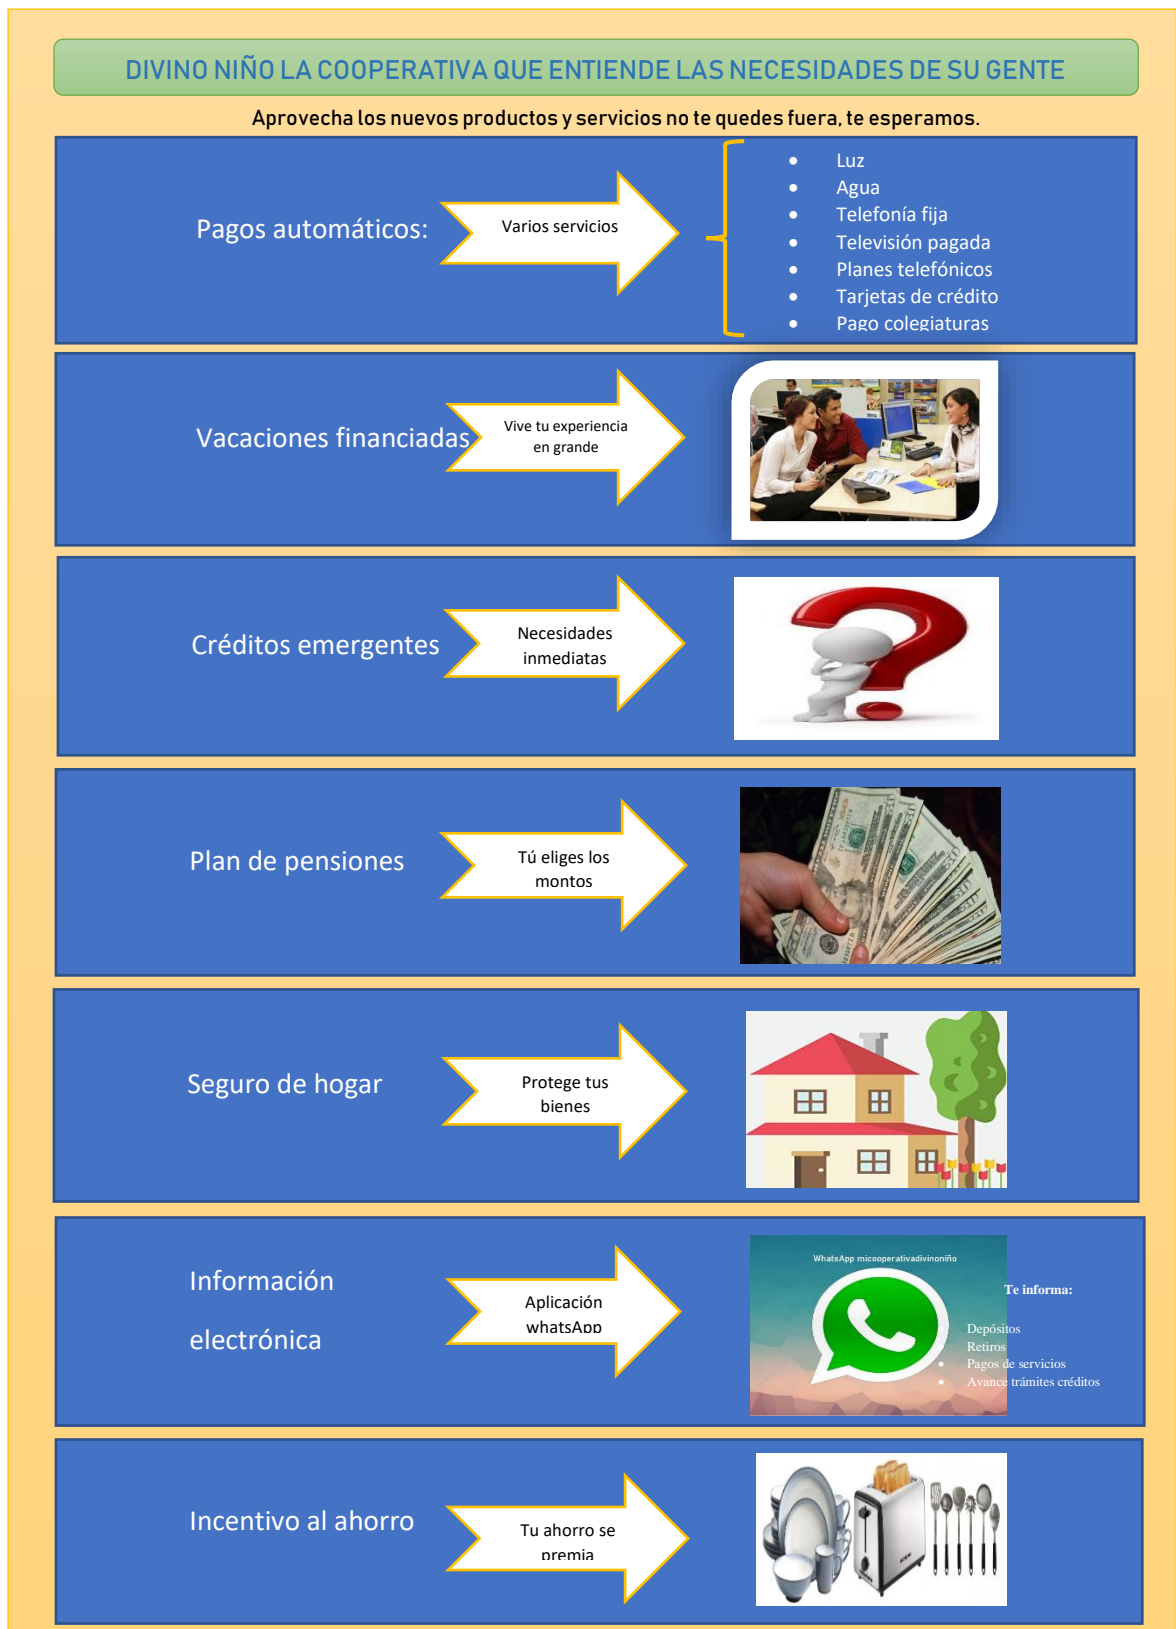 DIVINO NIÑO LA COOPERATIVA QUE ENTIENDE LAS NECESIDADES DE SU GENTE
Aprovecha los nuevos productos y servicios no te quedes fuera, te esperamos.
Pagos automáticos:
Varios servicios
• Luz
• Agua
• Telefonía fija
• Televisión pagada
• Planes telefónicos
• Tarjetas de crédito
• Pago colegiaturas
Vacaciones financiadas
Vive tu experiencia
en grande
Créditos emergentes
Necesidades
inmediatas
Plan de pensiones
Tú eliges los
montos
Seguro de hogar
Protege tus
bienes
Información
electrónica
Aplicación
whatsApp
WhatsApp micooperativadivinoniño
Te informa:
• Depósitos
• Retiros
• Pagos de servicios
• Avance trámites créditos
Incentivo al ahorro
Tu ahorro se
premia